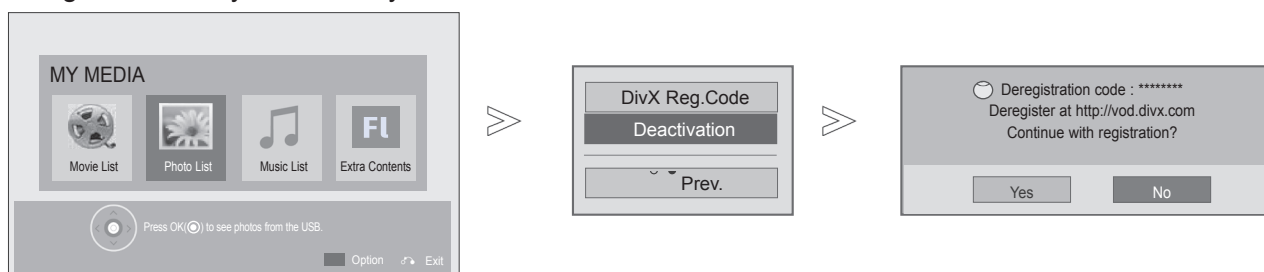 MY MEDIA
Movie List
Photo List
Music List
FL
Extra Contents
Press OK(◉) to see photos from the USB.
Option
Exit
DivX Reg.Code
Deactivation
Prev.
Deregistration code : ********
Deregister at http://vod.divx.com
Continue with registration?
Yes
No